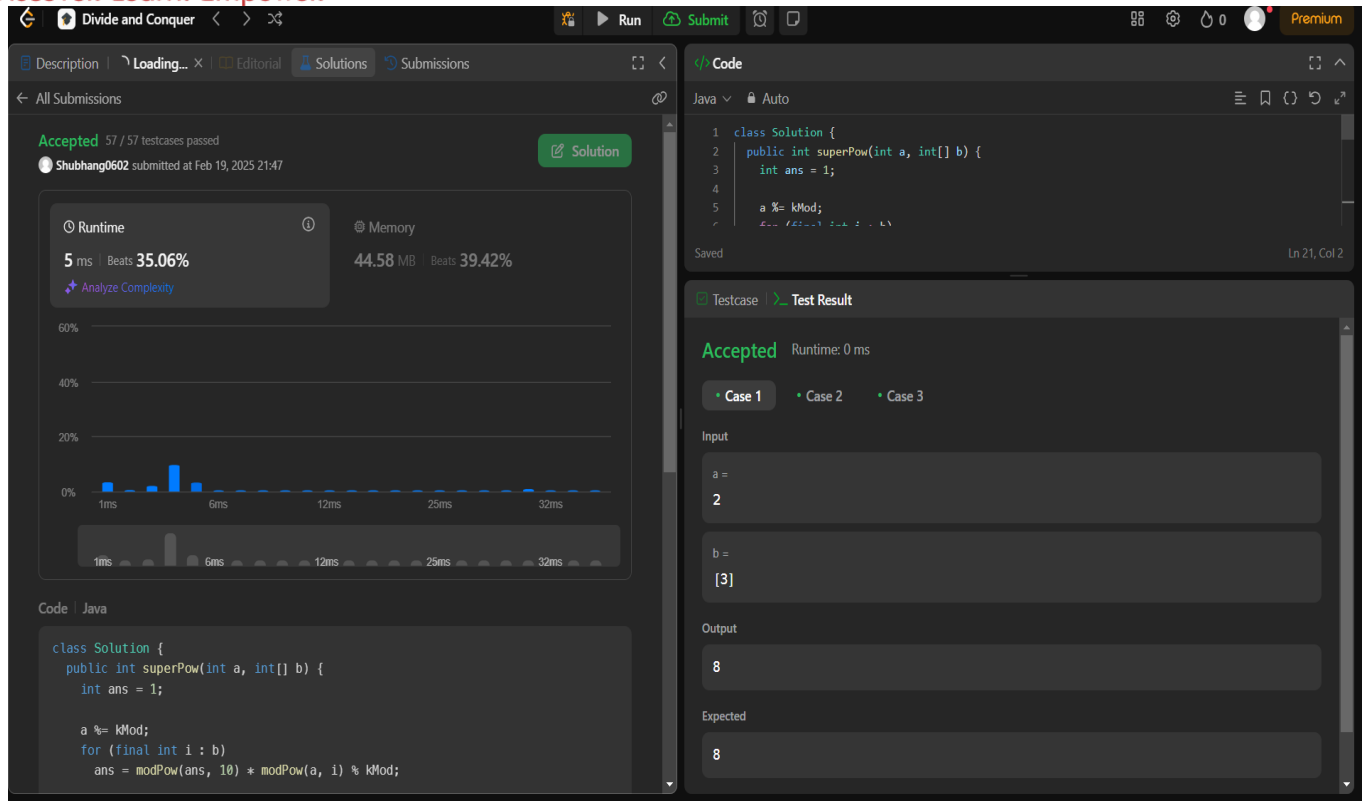 Divide and Conquer
Run
Submit
0
Premium
Description
Loading...
Editorial
Solutions
Submissions
All Submissions
Accepted 57 / 57 testcases passed
Shubhang0602 submitted at Feb 19, 2025 21:47
Solution
Runtime
5 ms Beats 35.06%
Analyze Complexity
Memory
44.58 MB Beats 39.42%
60%
40%
20%
0%
1ms 6ms 12ms 25ms 32ms
1ms 6ms 12ms 25ms 32ms
Code Java
class Solution {
public int superPow(int a, int[] b) {
int ans = 1;
a %= kMod;
for (final int i : b)
ans = modPow(ans, 10) * modPow(a, i) % kMod;
</> Code
Java Auto
1 class Solution {
2 public int superPow(int a, int[] b) {
3 int ans = 1;
4
5 a %= kMod;
Saved
Ln 21, Col 2
Testcase
>_ Test Result
Accepted Runtime: 0 ms
Case 1 Case 2 Case 3
Input
a =
2
b =
[3]
Output
8
Expected
8